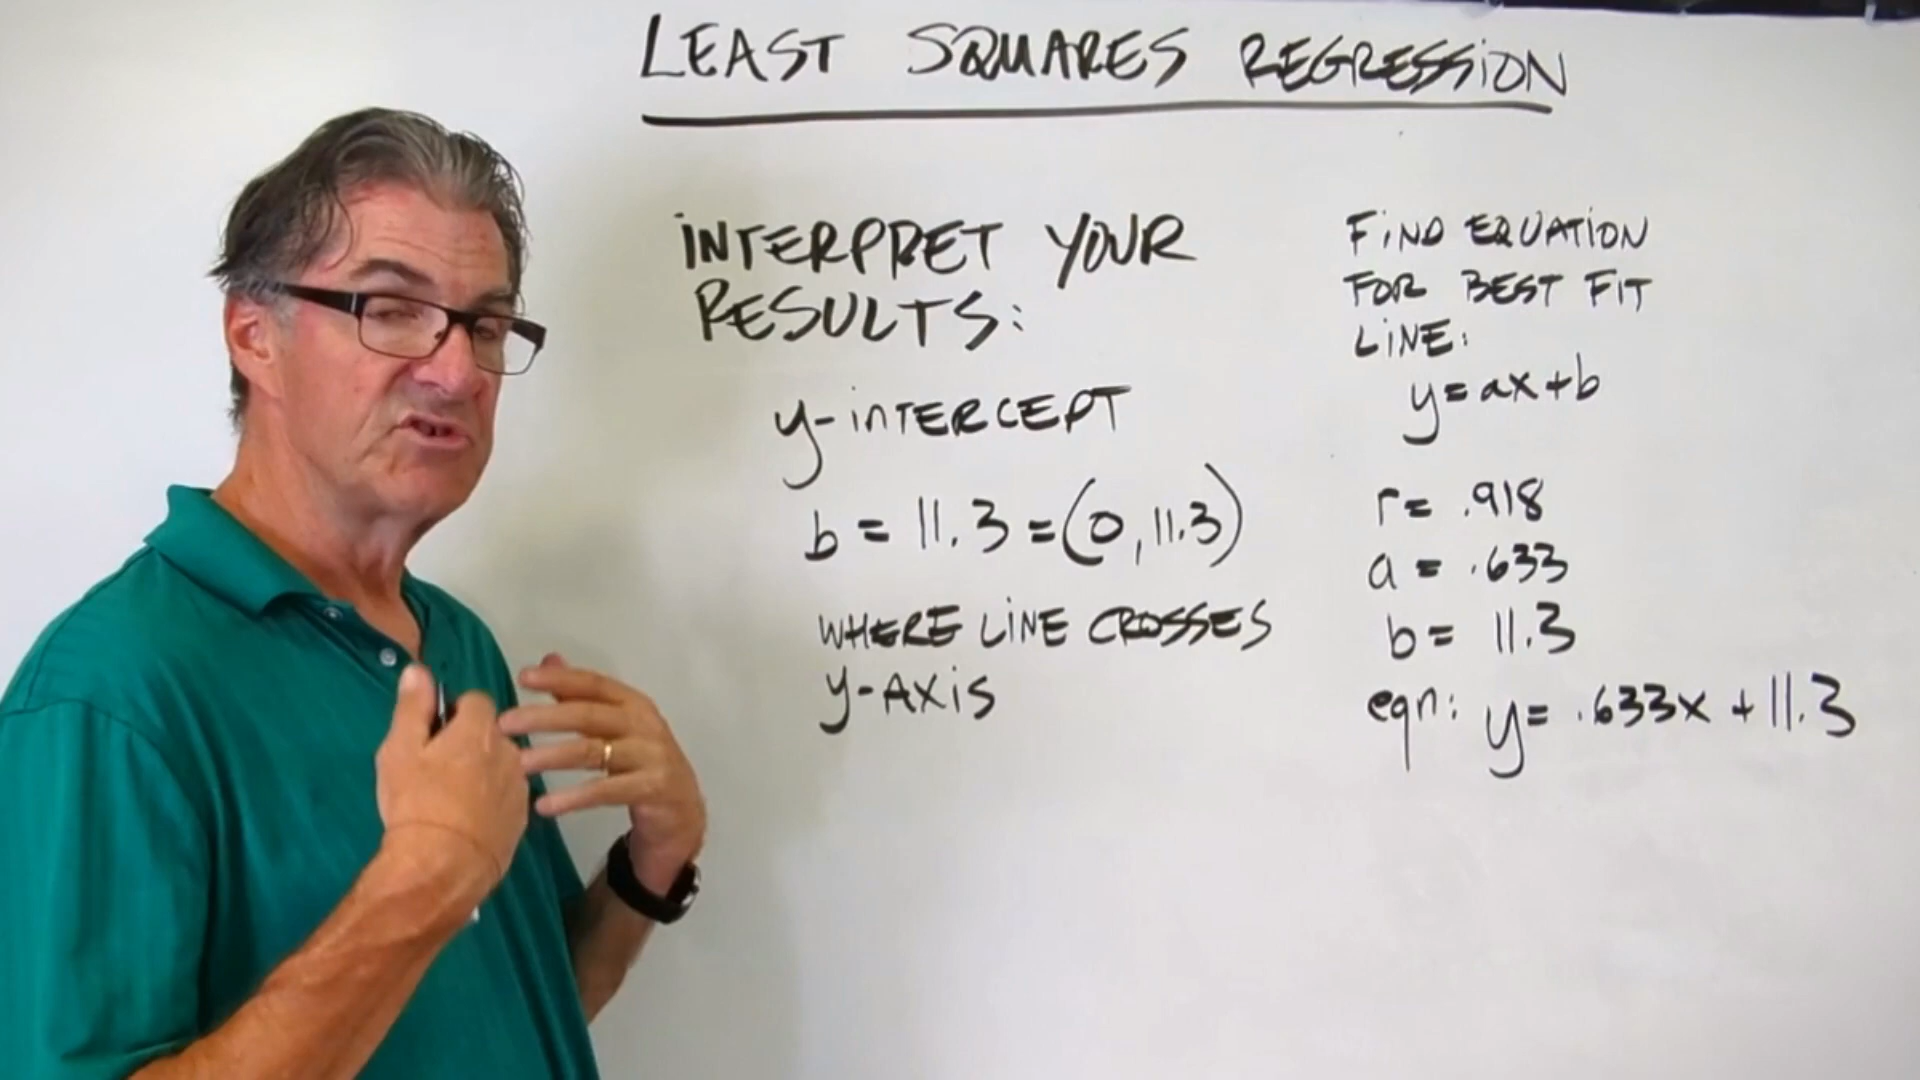 LEAST SQUARES REGRESSION
INTERPRET YOUR
RESULTS:
y-intERCEPT
b = 11.3 = (0, 11.3)
WHERE LINE CROSSES
y-AXIS
FIND EQUATION
FOR BEST FIT
LINE:
y=ax+b
r= .918
a = .633
b = 11.3
eqn: y= .633x + 11.3